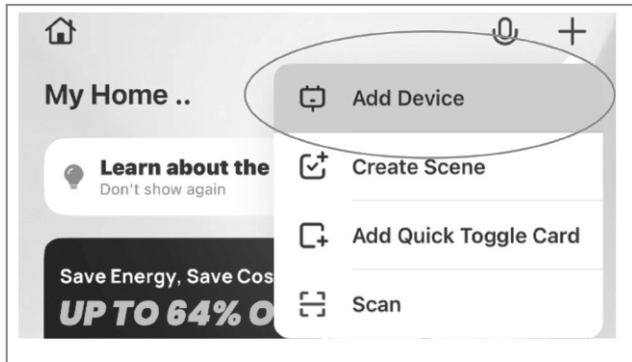 My Home ..
Add Device
Learn about the
Don't show again
Create Scene
Add Quick Toggle Card
Save Energy, Save Cos
UP TO 64% O
Scan